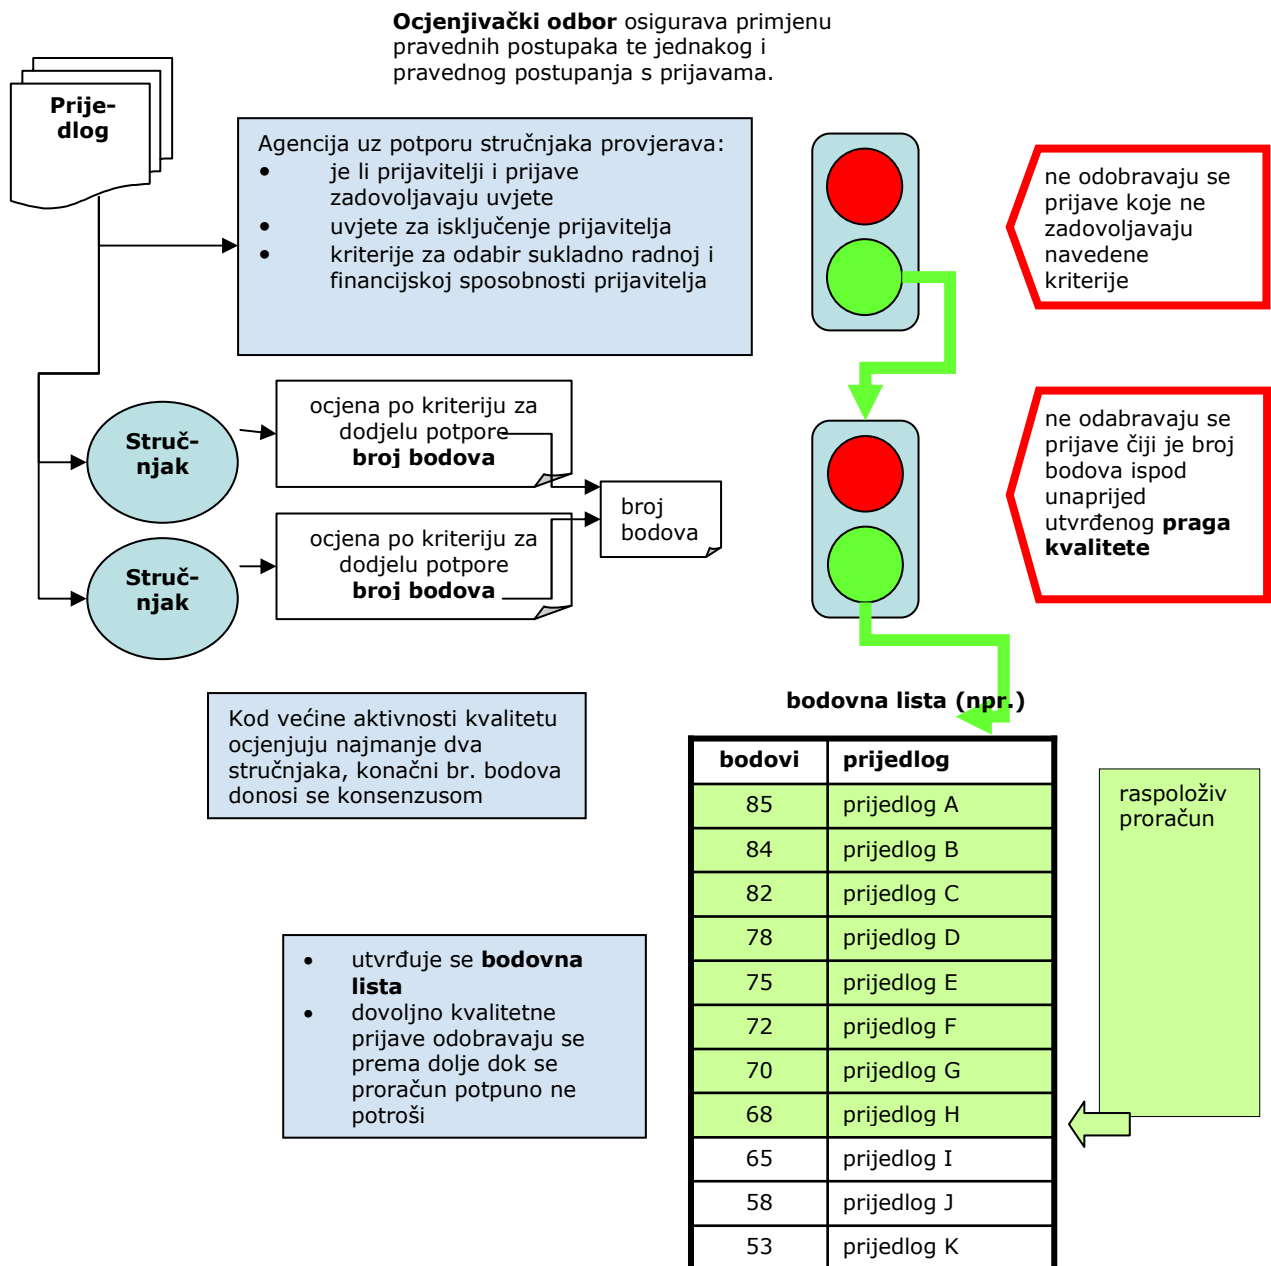 Ocjenjivački odbor osigurava primjenu
pravednih postupaka te jednakog i
pravednog postupanja s prijavama.
Prije-
dlog
Agencija uz potporu stručnjaka provjerava:
• je li prijavitelji i prijave
zadovoljavaju uvjete
• uvjete za isključenje prijavitelja
• kriterije za odabir sukladno radnoj i
financijskoj sposobnosti prijavitelja
ne odobravaju se
prijave koje ne
zadovoljavaju
navedene
kriterije
Struč-
njak
ocjena po kriteriju za
dodjelu potpore
broj bodova
broj
bodova
Struč-
njak
ocjena po kriteriju za
dodjelu potpore
broj bodova
ne odabravaju se
prijave čiji je broj
bodova ispod
unaprijed
utvrđenog praga
kvalitete
Kod većine aktivnosti kvalitetu
ocjenjuju najmanje dva
stručnjaka, konačni br. bodova
donosi se konsenzusom
bodovna lista (npr.)
bodovi prijedlog
85 prijedlog A
84 prijedlog B
82 prijedlog C
78 prijedlog D
75 prijedlog E
72 prijedlog F
70 prijedlog G
68 prijedlog H
65 prijedlog I
58 prijedlog J
53 prijedlog K
raspoloživ
proračun
• utvrđuje se bodovna
lista
• dovoljno kvalitetne
prijave odobravaju se
prema dolje dok se
proračun potpuno ne
potroši